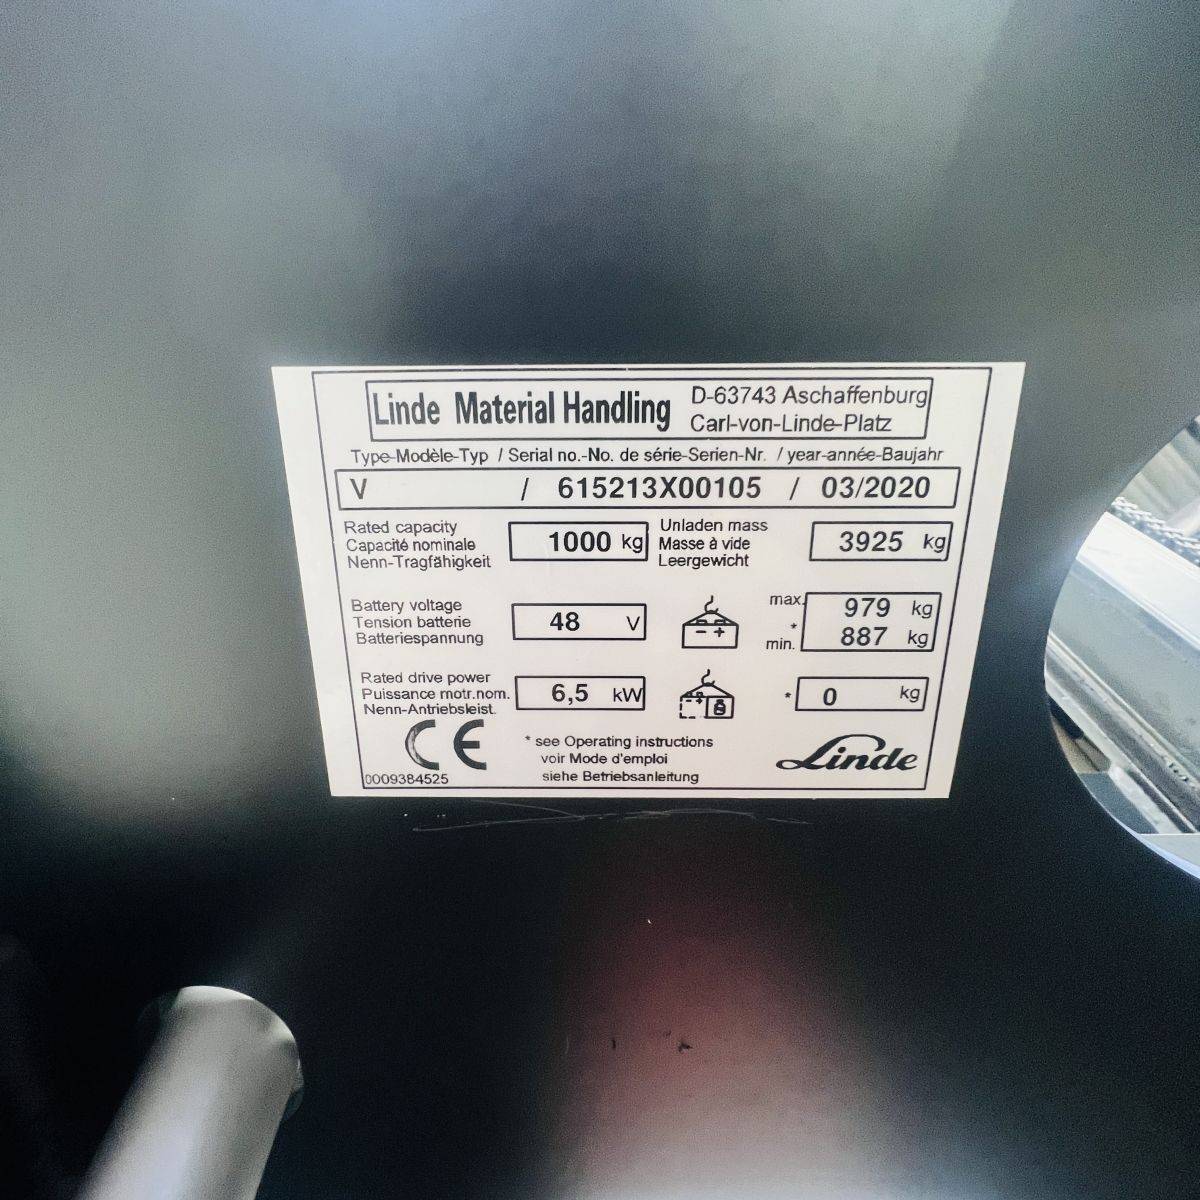 Linde Material Handling
D-63743 Aschaffenburg
Carl-von-Linde-Platz
Type-Modèle-Typ / Serial no.-No. de série-Serien-Nr. / year-année-Baujahr
V / 615213X00105 / 03/2020
Rated capacity
Capacité nominale
Nenn-Tragfähigkeit
1000 kg
Unladen mass
Masse à vide
Leergewicht
3925 kg
Battery voltage
Tension batterie
Batteriespannung
48 V
- +
max. 979 kg
*
min. 887 kg
Rated drive power
Puissance motr.nom.
Nenn-Antriebsleist.
6,5 kW
* 0 kg
CE
0009384525
* see Operating instructions
voir Mode d'emploi
siehe Betriebsanleitung
Linde